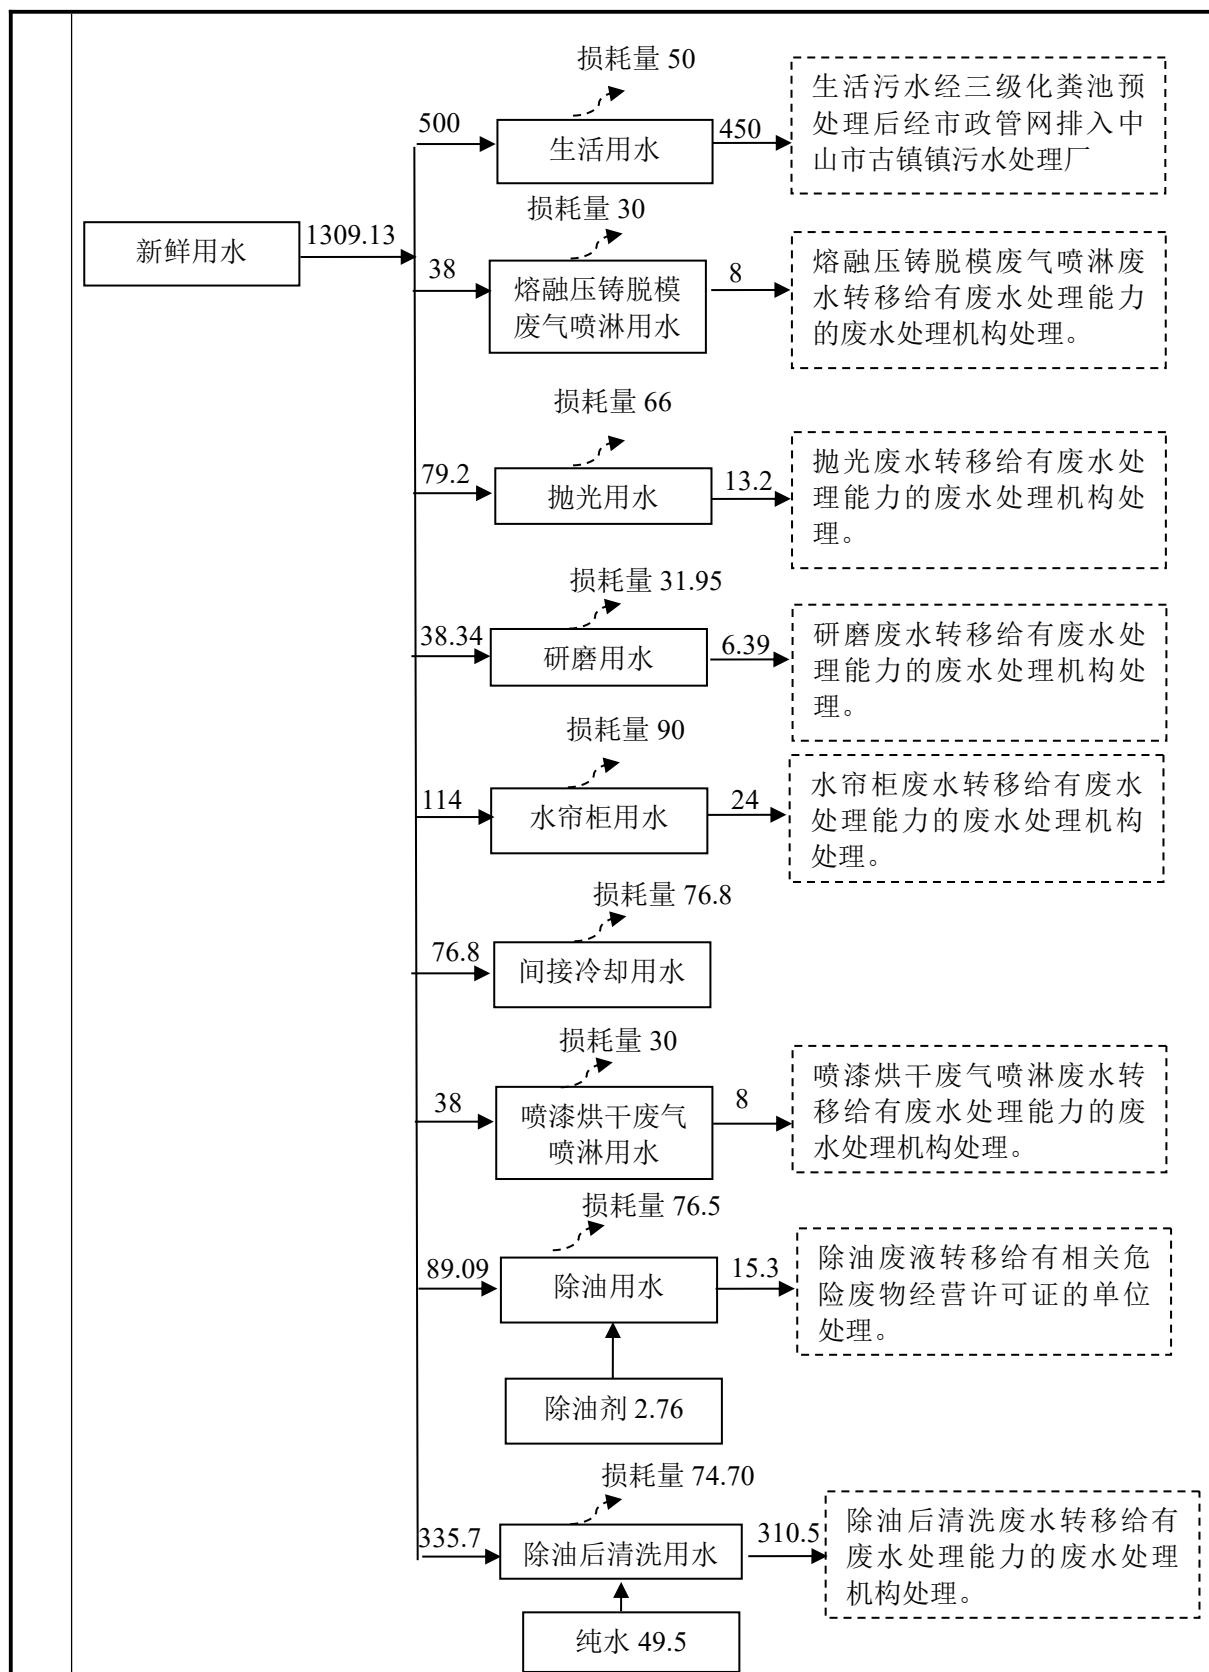 损耗量 50
500
生活用水
450
生活污水经三级化粪池预
处理后经市政管网排入中
山市古镇镇污水处理厂
新鲜用水
1309.13
损耗量 30
38
熔融压铸脱模
废气喷淋用水
8
熔融压铸脱模废气喷淋废
水转移给有废水处理能力
的废水处理机构处理。
损耗量 66
79.2
抛光用水
13.2
抛光废水转移给有废水处
理能力的废水处理机构处
理。
损耗量 31.95
38.34
研磨用水
6.39
研磨废水转移给有废水处
理能力的废水处理机构处
理。
损耗量 90
114
水帘柜用水
24
水帘柜废水转移给有废水
处理能力的废水处理机构
处理。
损耗量 76.8
76.8
间接冷却用水
损耗量 30
38
喷漆烘干废气
喷淋用水
8
喷漆烘干废气喷淋废水转
移给有废水处理能力的废
水处理机构处理。
损耗量 76.5
89.09
除油用水
15.3
除油废液转移给有相关危
险废物经营许可证的单位
处理。
除油剂 2.76
损耗量 74.70
335.7
除油后清洗用水
310.5
除油后清洗废水转移给有
废水处理能力的废水处理
机构处理。
纯水 49.5